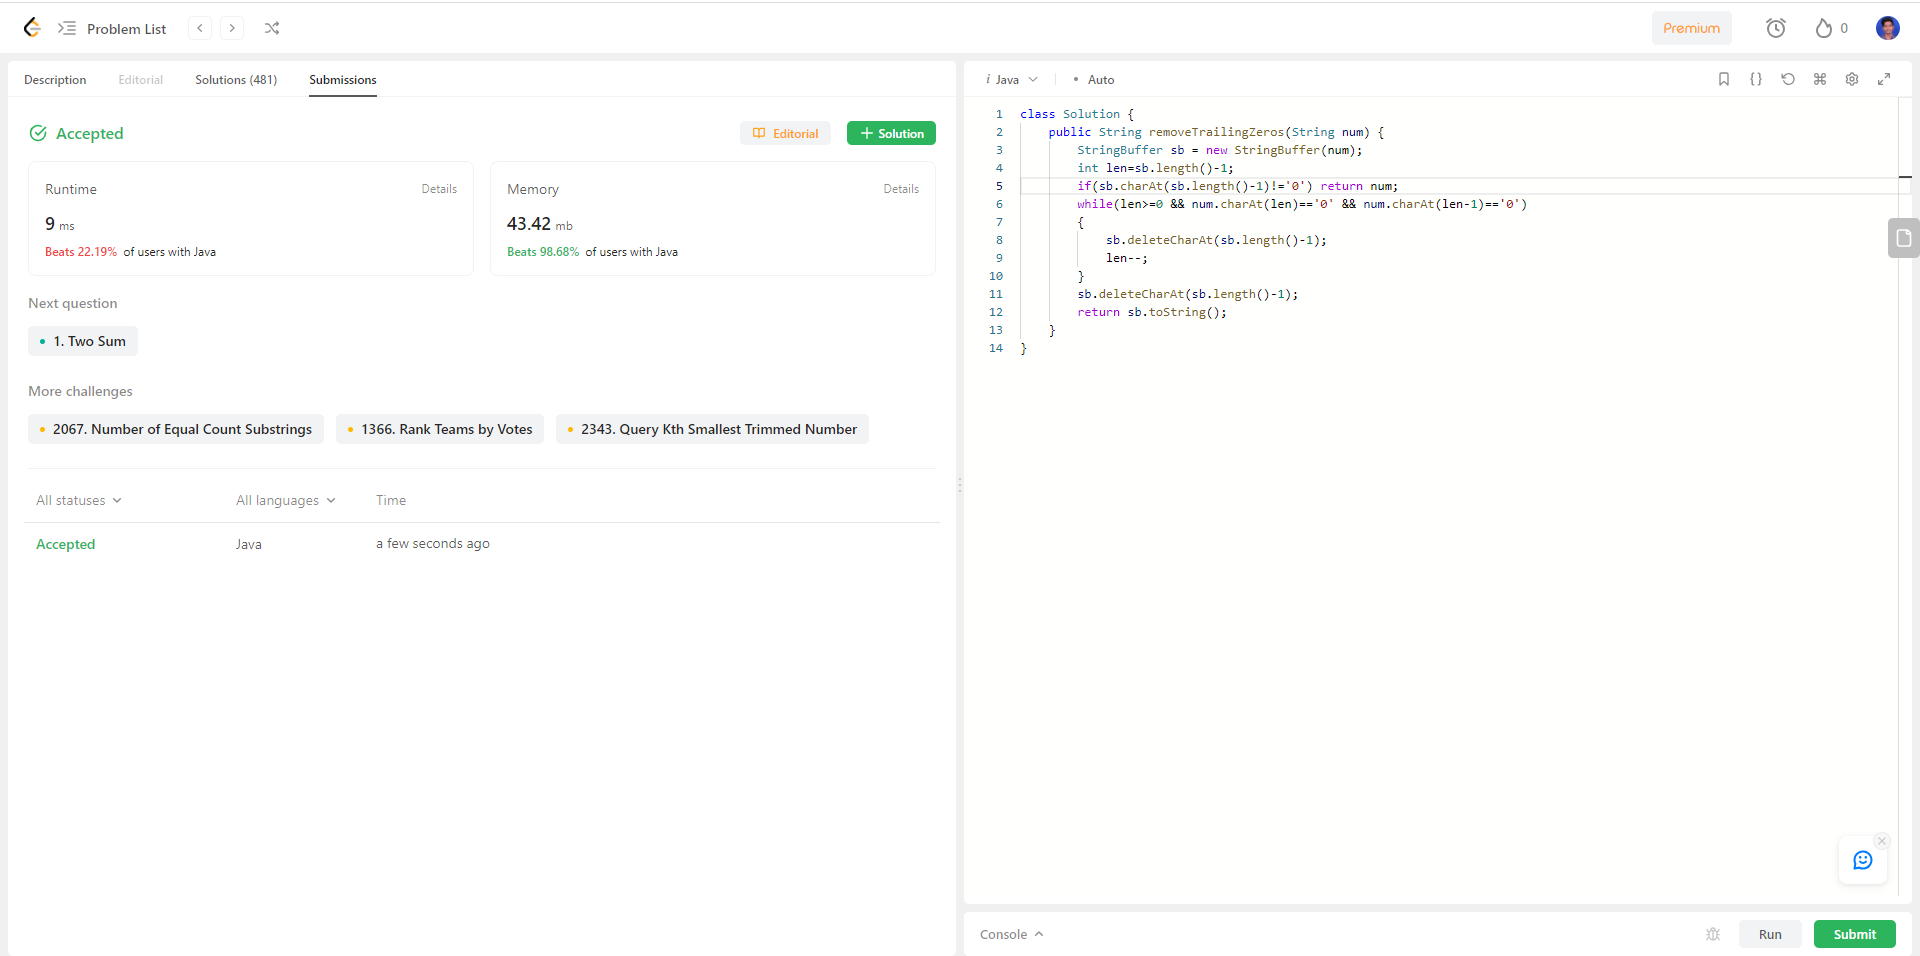 Problem List
Premium
0
Description Editorial Solutions (481) Submissions
Accepted
Editorial
Solution
Runtime Details
9 ms
Beats 22.19% of users with Java
Memory Details
43.42 mb
Beats 98.68% of users with Java
Next question
1. Two Sum
More challenges
2067. Number of Equal Count Substrings
1366. Rank Teams by Votes
2343. Query Kth Smallest Trimmed Number
All statuses All languages Time
Accepted Java a few seconds ago
i Java Auto
1 class Solution {
2 public String removeTrailingZeros(String num) {
3 StringBuffer sb = new StringBuffer(num);
4 int len=sb.length()-1;
5 if(sb.charAt(sb.length()-1)!='0') return num;
6 while(len>=0 && num.charAt(len)=='0' && num.charAt(len-1)=='0')
7 {
8 sb.deleteCharAt(sb.length()-1);
9 len--;
10 }
11 sb.deleteCharAt(sb.length()-1);
12 return sb.toString();
13 }
14 }
Console
Run
Submit